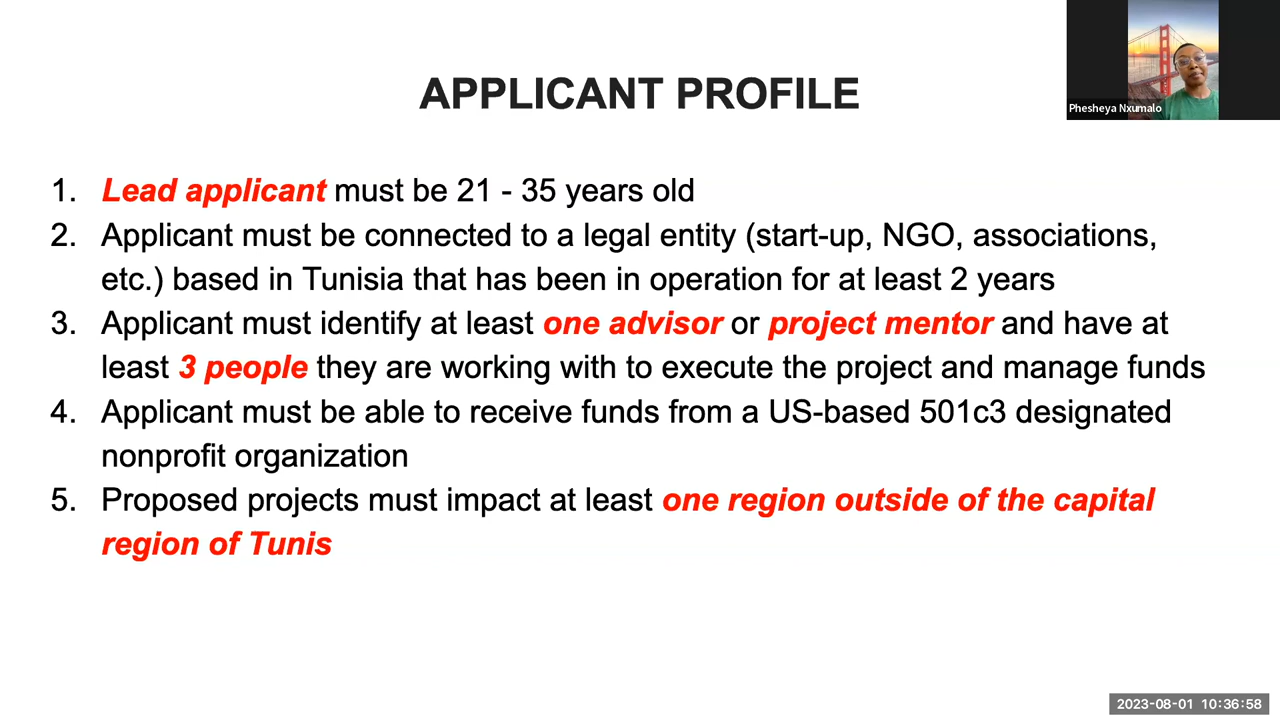 APPLICANT PROFILE
Phesheya Nxumalo
1. Lead applicant must be 21 - 35 years old
2. Applicant must be connected to a legal entity (start-up, NGO, associations,
etc.) based in Tunisia that has been in operation for at least 2 years
3. Applicant must identify at least one advisor or project mentor and have at
least 3 people they are working with to execute the project and manage funds
4. Applicant must be able to receive funds from a US-based 501c3 designated
nonprofit organization
5. Proposed projects must impact at least one region outside of the capital
region of Tunis
2023-08-01 10:36:58